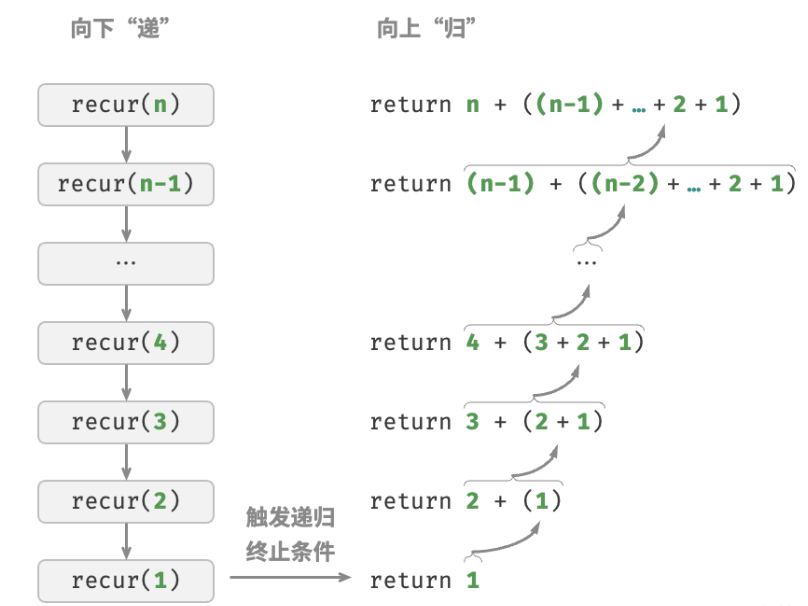 向下“递”
向上“归”
recur(n)
return n + ((n-1) + … + 2 + 1)
recur(n-1)
return (n-1) + ((n-2) + … + 2 + 1)
…
…
recur(4)
return 4 + (3 + 2 + 1)
recur(3)
return 3 + (2 + 1)
recur(2)
return 2 + (1)
触发递归
终止条件
recur(1)
return 1